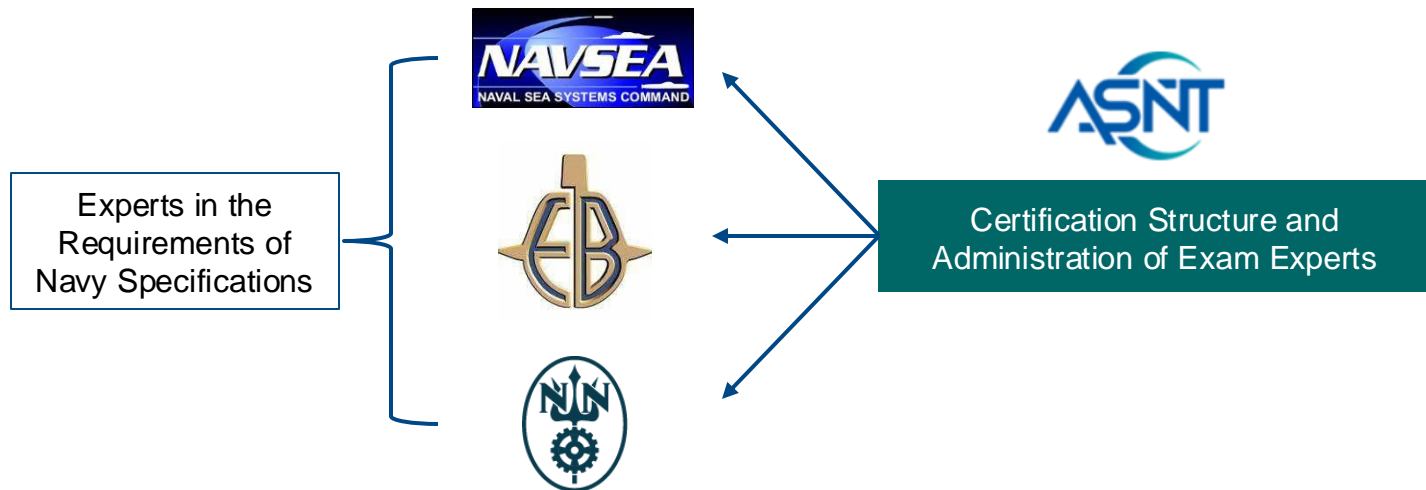 NAVSEA
NAVAL SEA SYSTEMS COMMAND
ASNT
Experts in the
Requirements of
Navy Specifications
EB
Certification Structure and
Administration of Exam Experts
NN